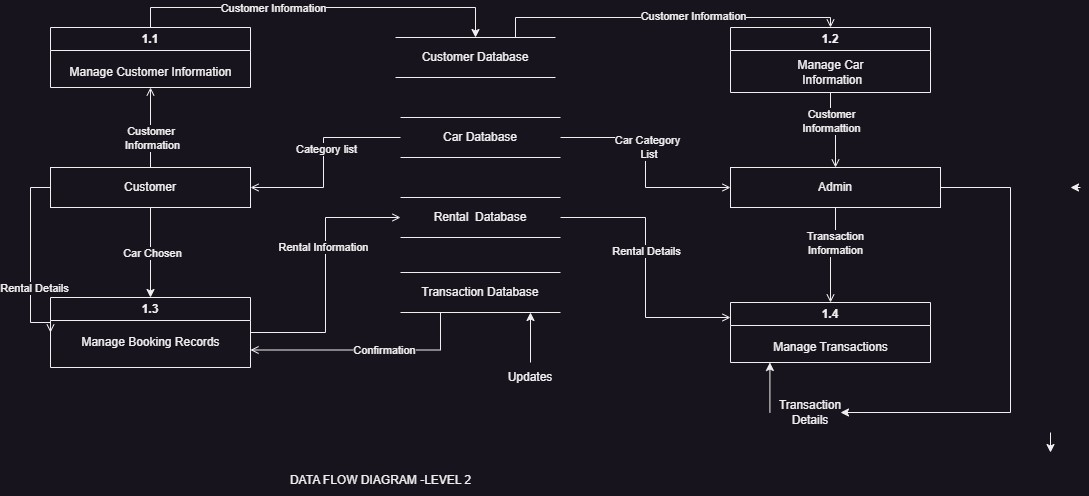 Customer Information
Customer Information
1.1
Manage Customer Information
Customer Database
1.2
Manage Car
Information
Customer
Information
Car Database
Category list
Car Category
List
Customer
Informattion
Customer
Admin
Car Chosen
Rental Information
Rental Database
Rental Details
Transaction
Information
Rental Details
1.3
Manage Booking Records
Transaction Database
1.4
Manage Transactions
Confirmation
Updates
Transaction
Details
DATA FLOW DIAGRAM -LEVEL 2